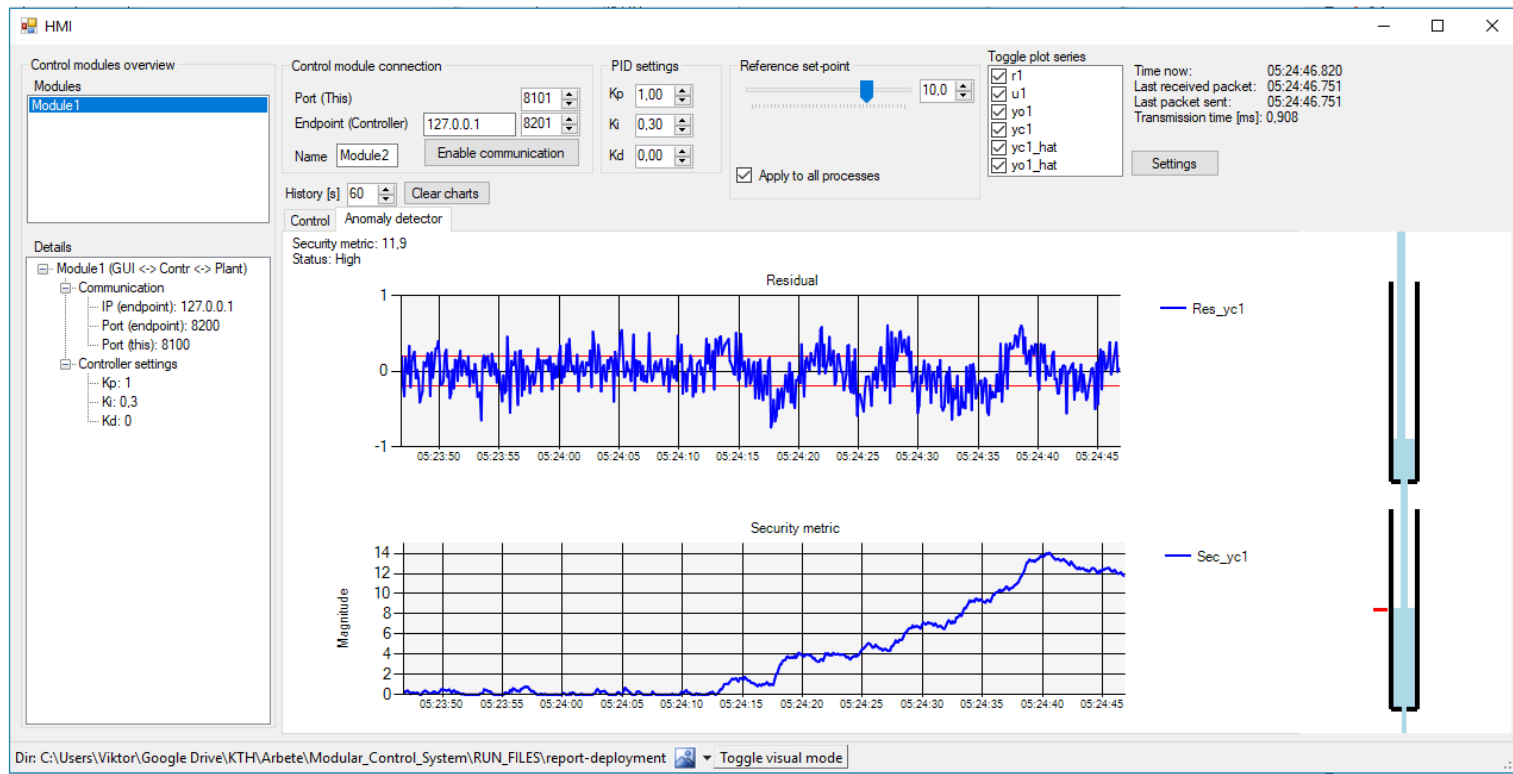 HMI
Control modules overview
Modules
Module1
Details
Module1 (GUI <-> Contr <-> Plant)
Communication
IP (endpoint): 127.0.0.1
Port (endpoint): 8200
Port (this): 8100
Controller settings
Kp: 1
Ki: 0,3
Kd: 0
Control module connection
Port (This) 8101
Endpoint (Controller) 127.0.0.1 8201
Name Module2 Enable communication
PID settings
Kp 1,00
Ki 0,30
Kd 0,00
Reference set-point
10,0
Apply to all processes
Toggle plot series
r1
u1
yo1
yc1
yc1_hat
yo1_hat
Time now: 05:24:46.820
Last received packet: 05:24:46.751
Last packet sent: 05:24:46.751
Transmission time [ms]: 0,908
Settings
History [s] 60 Clear charts
Control Anomaly detector
Security metric: 11,9
Status: High
Residual
1
0
-1
05:23:50 05:23:55 05:24:00 05:24:05 05:24:10 05:24:15 05:24:20 05:24:25 05:24:30 05:24:35 05:24:40 05:24:45
Res_yc1
Security metric
Magnitude
14
12
10
8
6
4
2
0
05:23:50 05:23:55 05:24:00 05:24:05 05:24:10 05:24:15 05:24:20 05:24:25 05:24:30 05:24:35 05:24:40 05:24:45
Sec_yc1
Dir: C:\Users\Viktor\Google Drive\KTH\Arbete\Modular_Control_System\RUN_FILES\report-deployment Toggle visual mode